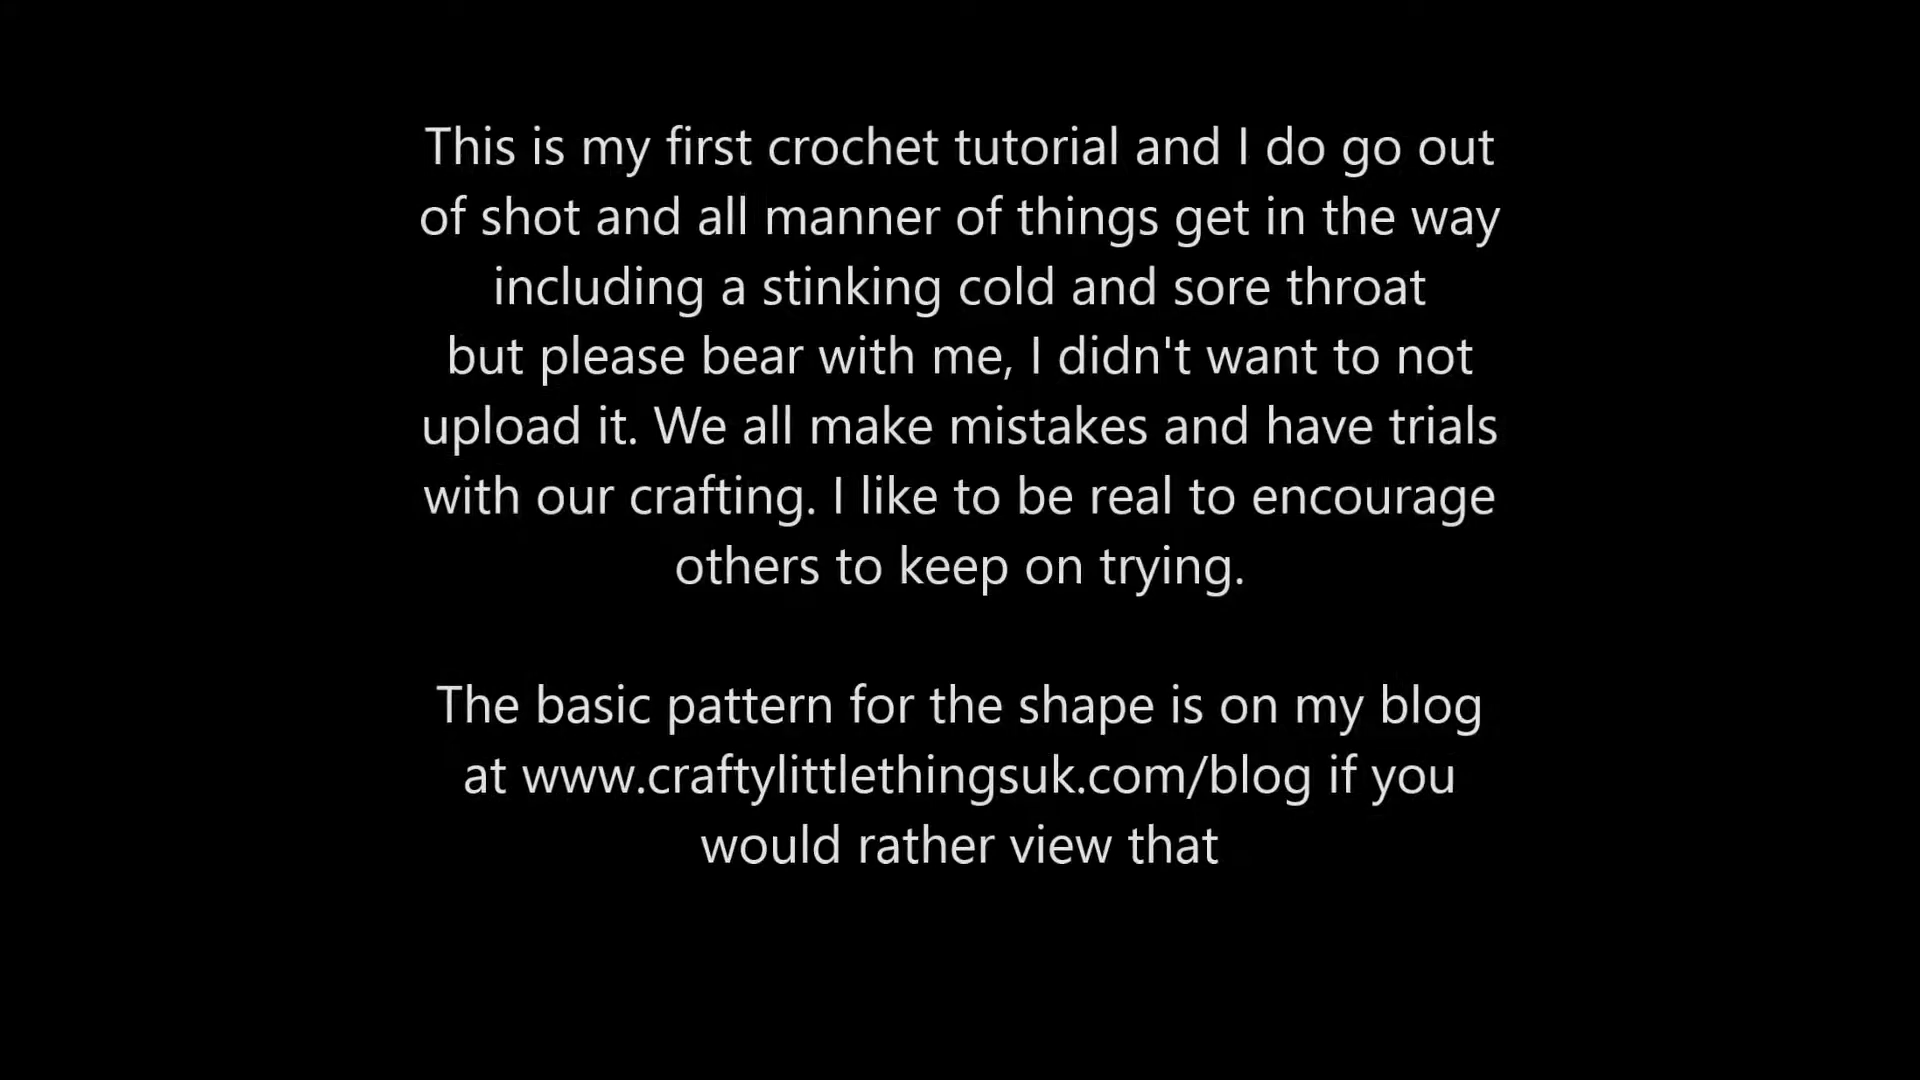 This is my first crochet tutorial and I do go out
of shot and all manner of things get in the way
including a stinking cold and sore throat
but please bear with me, I didn't want to not
upload it. We all make mistakes and have trials
with our crafting. I like to be real to encourage
others to keep on trying.
The basic pattern for the shape is on my blog
at www.craftylittlethingsuk.com/blog if you
would rather view that